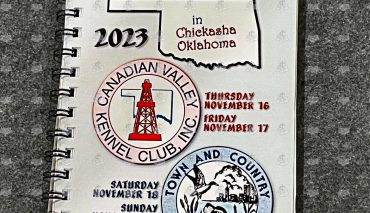 in
Chickasha
Oklahoma
2023
CANADIAN VALLEY
KENNEL CLUB, INC.
THURSDAY
NOVEMBER 16
FRIDAY
NOVEMBER 17
SATURDAY
NOVEMBER 18
SUNDAY
TOWN AND COUNTRY